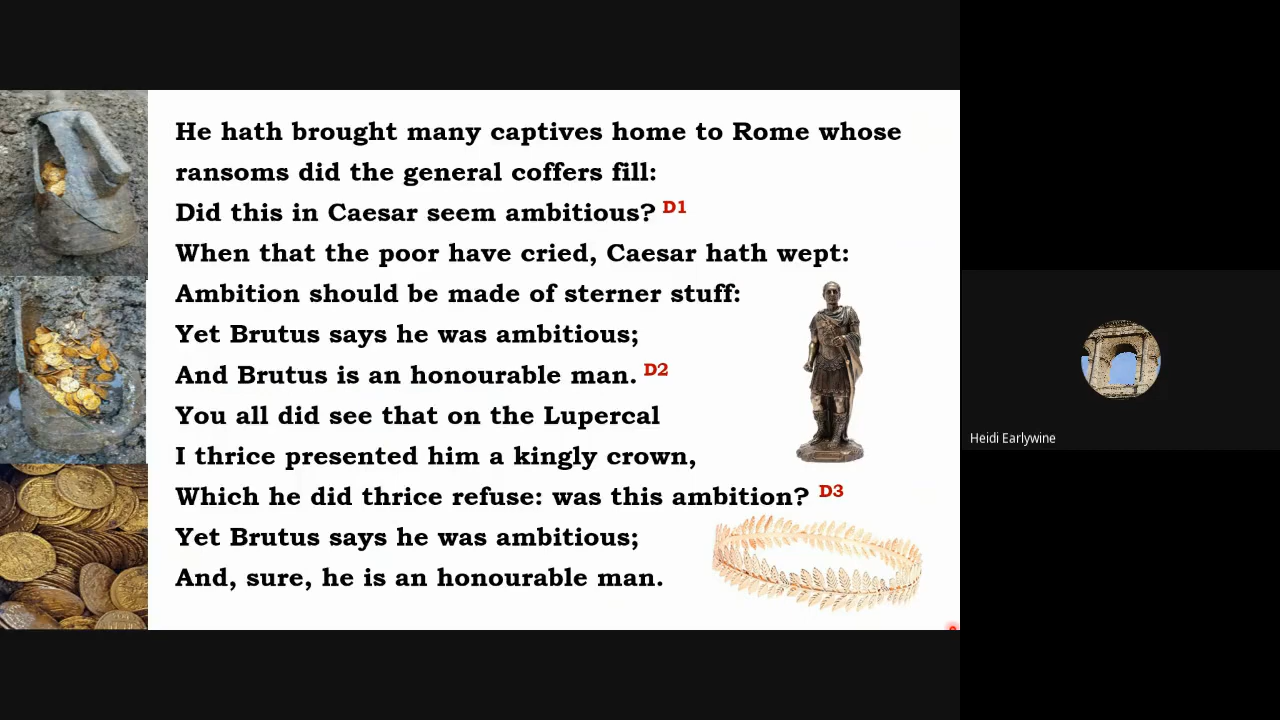 He hath brought many captives home to Rome whose
ransoms did the general coffers fill:
Did this in Caesar seem ambitious? D1
When that the poor have cried, Caesar hath wept:
Ambition should be made of sterner stuff:
Yet Brutus says he was ambitious;
And Brutus is an honourable man. D2
You all did see that on the Lupercal
I thrice presented him a kingly crown,
Which he did thrice refuse: was this ambition? D3
Yet Brutus says he was ambitious;
And, sure, he is an honourable man.
Heidi Earlywine